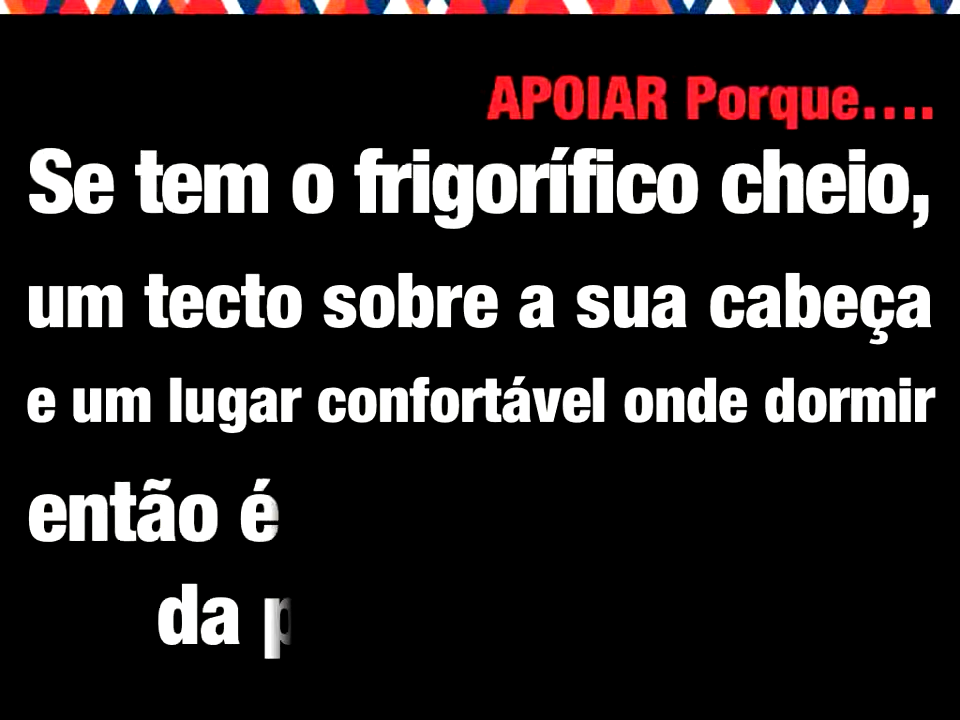 APOIAR Porque....
Se tem o frigorífico cheio,
um tecto sobre a sua cabeça
e um lugar confortável onde dormir
então é
da